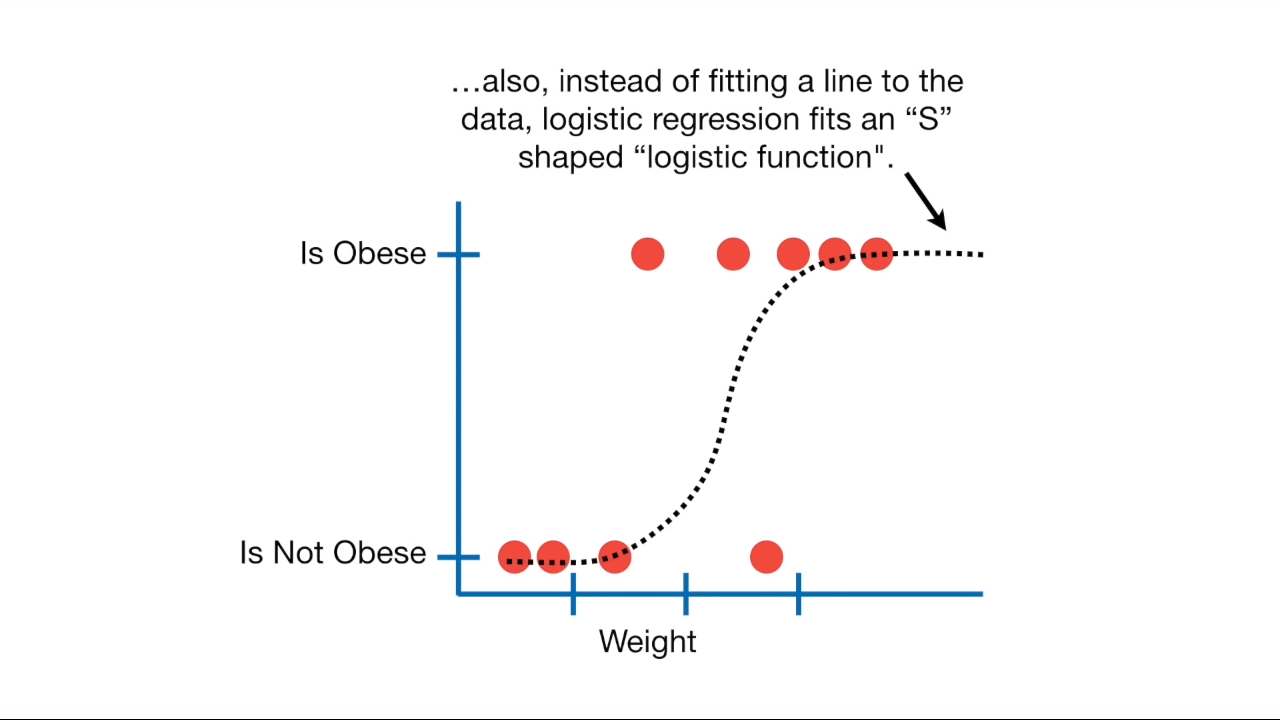 …also, instead of fitting a line to the
data, logistic regression fits an “S”
shaped “logistic function".
Is Obese
Is Not Obese
Weight